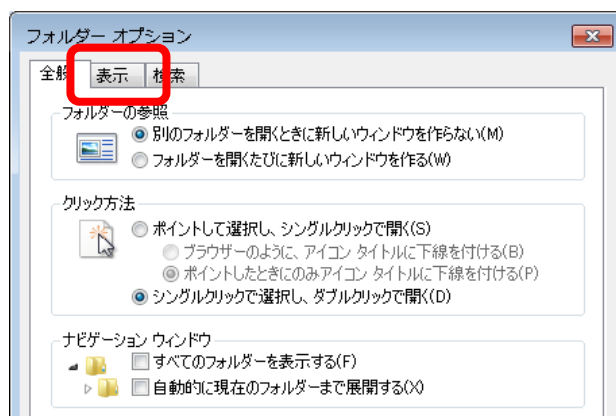 フォルダー オプション
全般 表示 検索
フォルダーの参照
別のフォルダーを開くときに新しいウィンドウを作らない(M)
フォルダーを開くたびに新しいウィンドウを作る(W)
クリック方法
ポイントして選択し、シングルクリックで開く(S)
ブラウザーのように、アイコン タイトルに下線を付ける(B)
ポイントしたときにのみアイコン タイトルに下線を付ける(P)
シングルクリックで選択し、ダブルクリックで開く(D)
ナビゲーション ウィンドウ
すべてのフォルダーを表示する(F)
自動的に現在のフォルダーまで展開する(X)